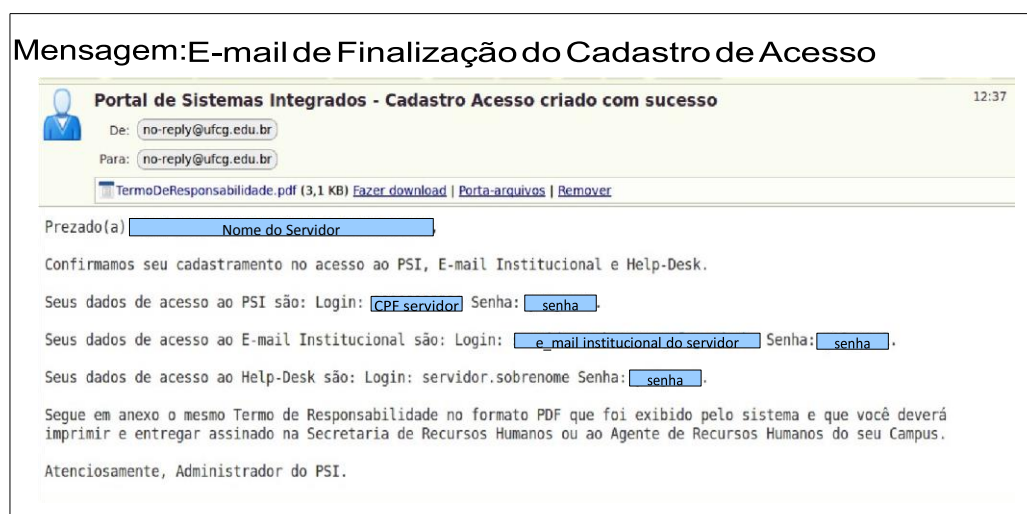 Mensagem:E-mail de Finalização do Cadastro de Acesso
Portal de Sistemas Integrados - Cadastro Acesso criado com sucesso 12:37
De: no-reply@ufcg.edu.br
Para: no-reply@ufcg.edu.br
TermoDeResponsabilidade.pdf (3,1 KB) Fazer download | Porta-arquivos | Remover
Prezado(a) Nome do Servidor ,
Confirmamos seu cadastramento no acesso ao PSI, E-mail Institucional e Help-Desk.
Seus dados de acesso ao PSI são: Login: CPF servidor Senha: senha .
Seus dados de acesso ao E-mail Institucional são: Login: e_mail institucional do servidor Senha: senha .
Seus dados de acesso ao Help-Desk são: Login: servidor.sobrenome Senha: senha .
Segue em anexo o mesmo Termo de Responsabilidade no formato PDF que foi exibido pelo sistema e que você deverá
imprimir e entregar assinado na Secretaria de Recursos Humanos ou ao Agente de Recursos Humanos do seu Campus.
Atenciosamente, Administrador do PSI.